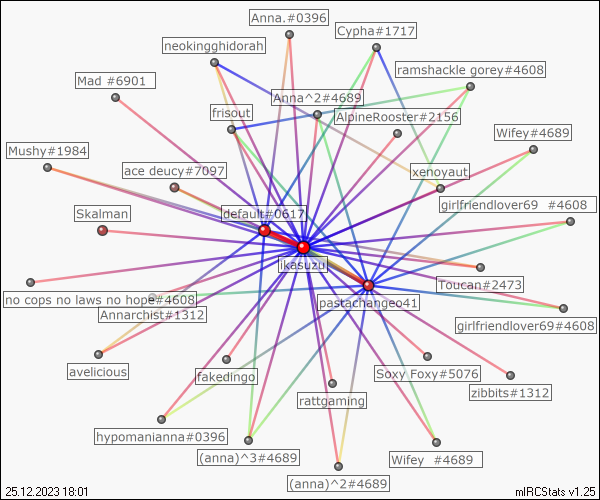 Anna.#0396
Cypha#1717
neokingghidorah
ramshackle gorey#4608
Mad #6901
Anna^2#4689
frisout
AlpineRooster#2156
Wifey#4689
Mushy#1984
ace deucy#7097
xenoyaut
girlfriendlover69 #4608
Skalman
default#0617
ikasuzu
Toucan#2473
no cops no laws no hope#4608
pastachangeo41
Annarchist#1312
girlfriendlover69#4608
avelicious
fakedingo
Soxy Foxy#5076
zibbits#1312
rattgaming
hypomanianna#0396
(anna)^3#4689
Wifey #4689
(anna)^2#4689
25.12.2023 18:01
mIRCStats v1.25